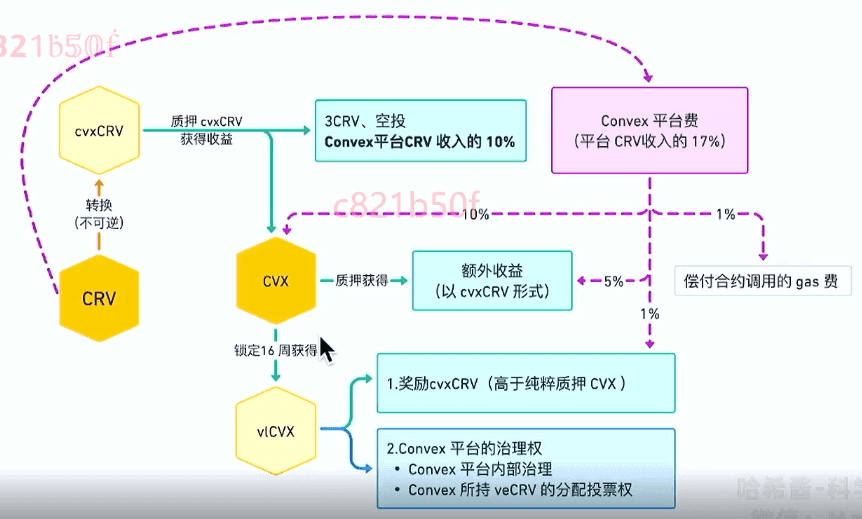 c821b50f
cvxCRV
质押 cvxCRV
获得收益
3CRV、空投
Convex平台CRV 收入的 10%
Convex 平台费
（平台 CRV收入的 17%）
转换
（不可逆）
c821b50f
10%
1%
CRV
CVX
质押获得
额外收益
（以 cvxCRV 形式）
5%
偿付合约调用的 gas 费
1%
锁定16 周获得
1.奖励cvxCRV（高于纯粹质押 CVX ）
vlCVX
2.Convex 平台的治理权
• Convex 平台内部治理
• Convex 所持 veCRV 的分配投票权
哈希酱-科
微信：